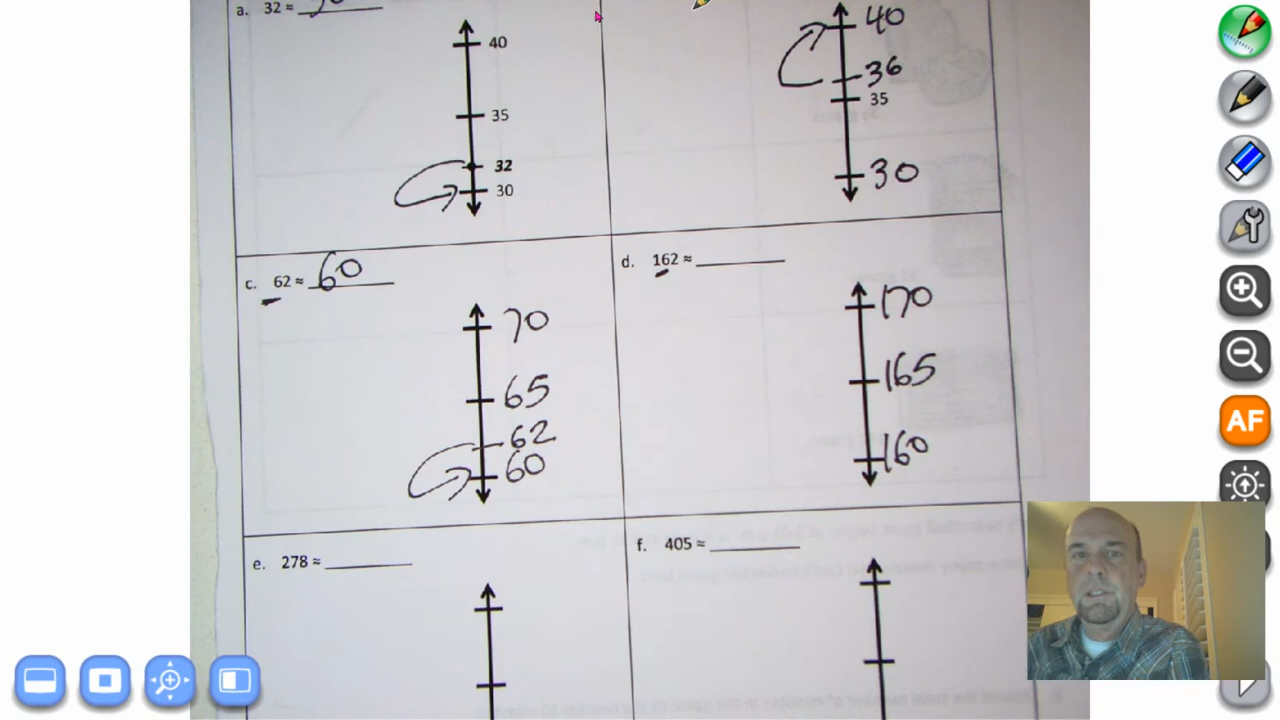 a. 32 ≈
40
35
32
30
40
36
35
30
c. 62 ≈ 60
70
65
62
60
d. 162 ≈
170
165
160
e. 278 ≈
f. 405 ≈
AF